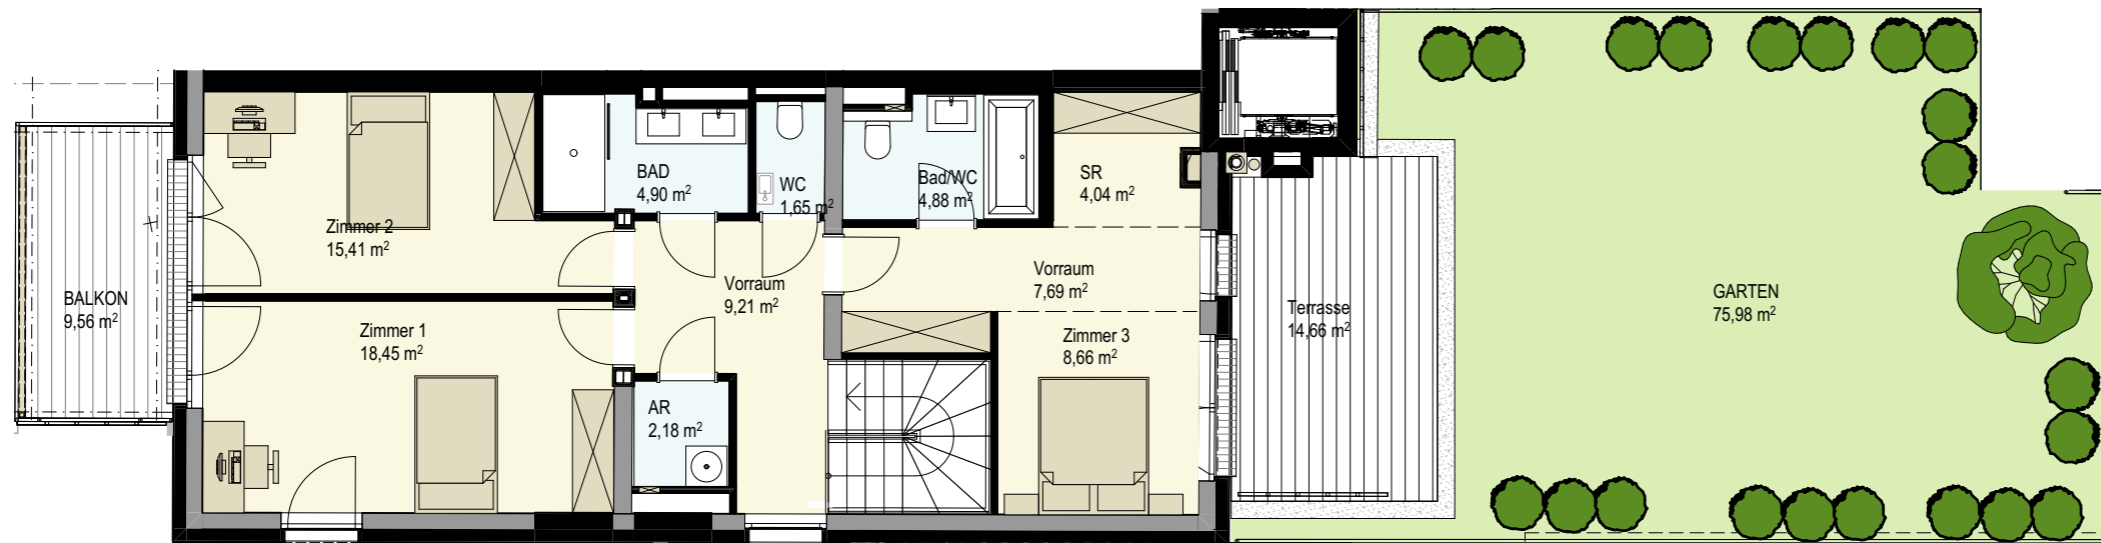 BALKON
9,56 m²
Zimmer 2
15,41 m²
Zimmer 1
18,45 m²
BAD
4,90 m²
WC
1,65 m²
Vorraum
9,21 m²
AR
2,18 m²
Bad/WC
4,88 m²
SR
4,04 m²
Vorraum
7,69 m²
Zimmer 3
8,66 m²
Terrasse
14,66 m²
GARTEN
75,98 m²